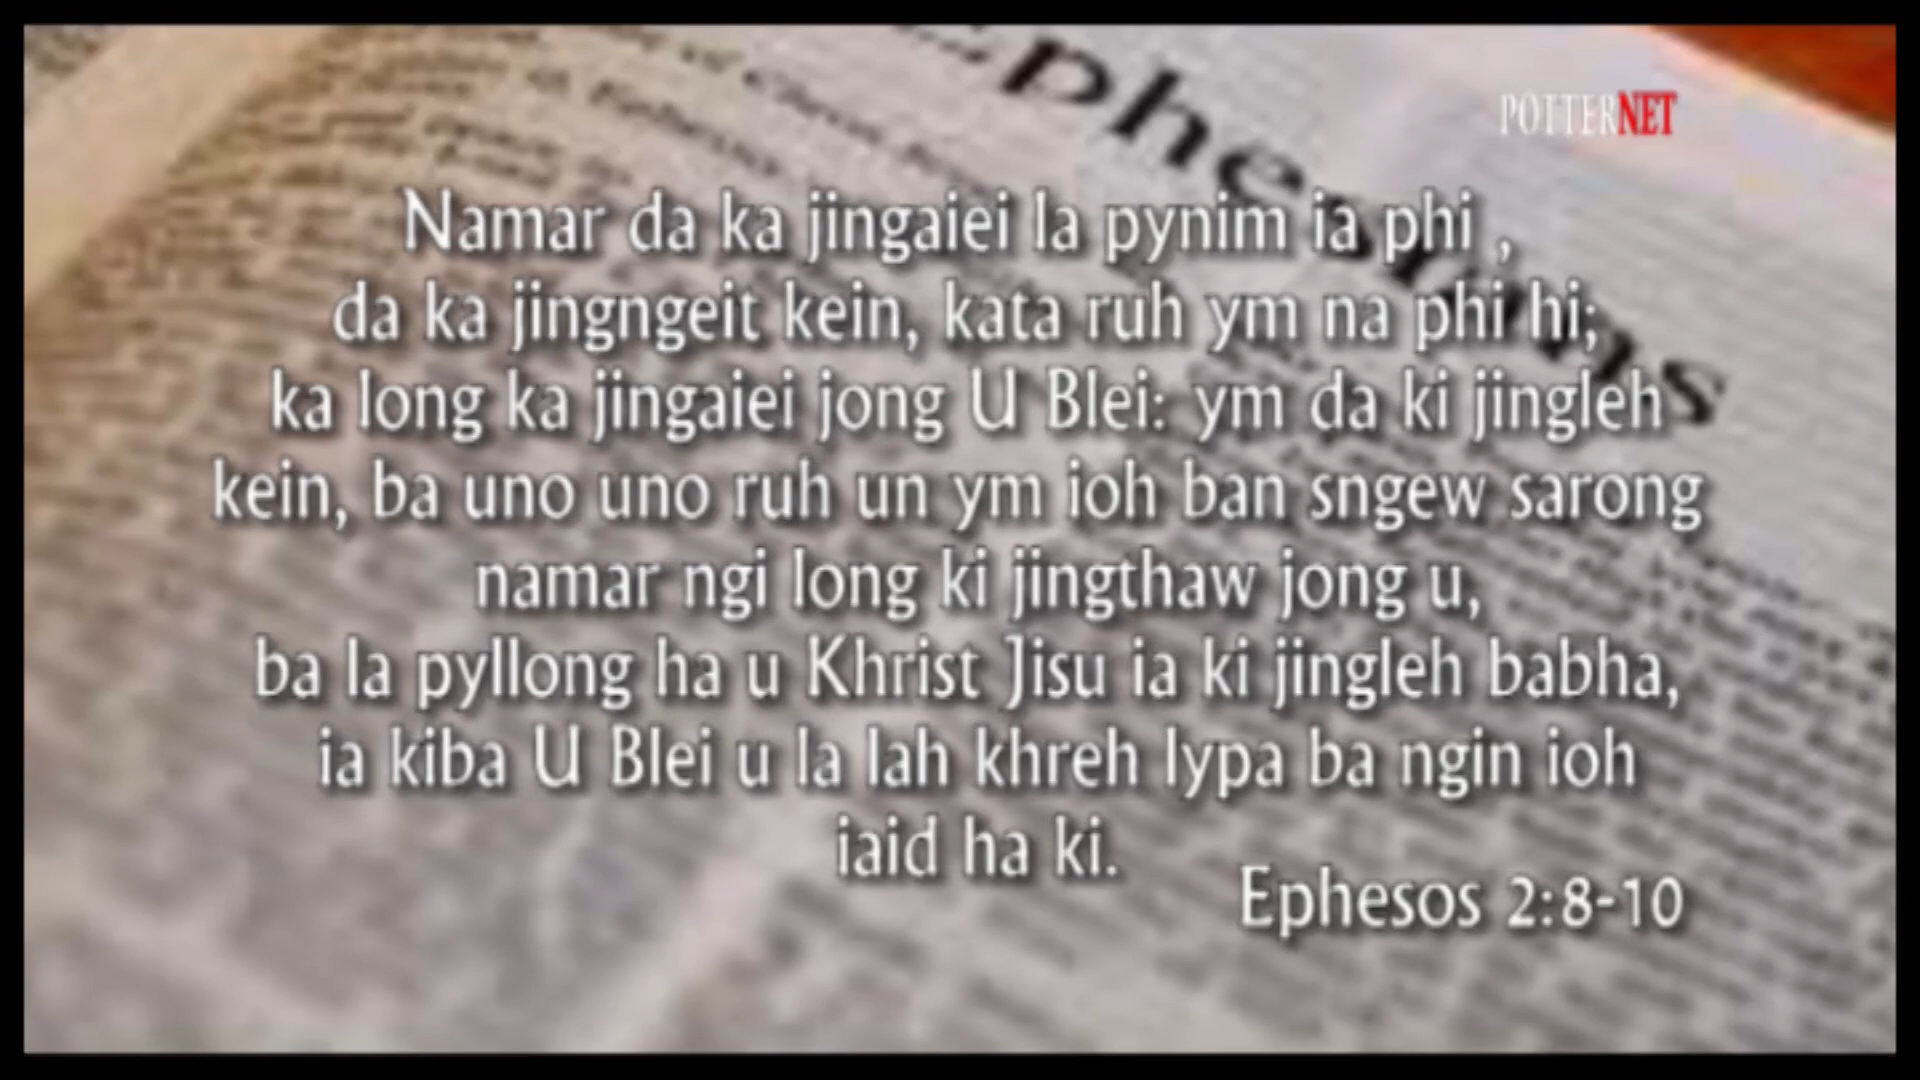 Ephesians
POTTERNET
Namar da ka jingaiei la pynim ia phi ,
da ka jingngeit kein, kata ruh ym na phi hi;
ka long ka jingaiei jong U Blei: ym da ki jingleh
kein, ba uno uno ruh un ym ioh ban sngew sarong
namar ngi long ki jingthaw jong u,
ba la pyllong ha u Khrist Jisu ia ki jingleh babha,
ia kiba U Blei u la lah khreh lypa ba ngin ioh
iaid ha ki.
Ephesos 2:8-10